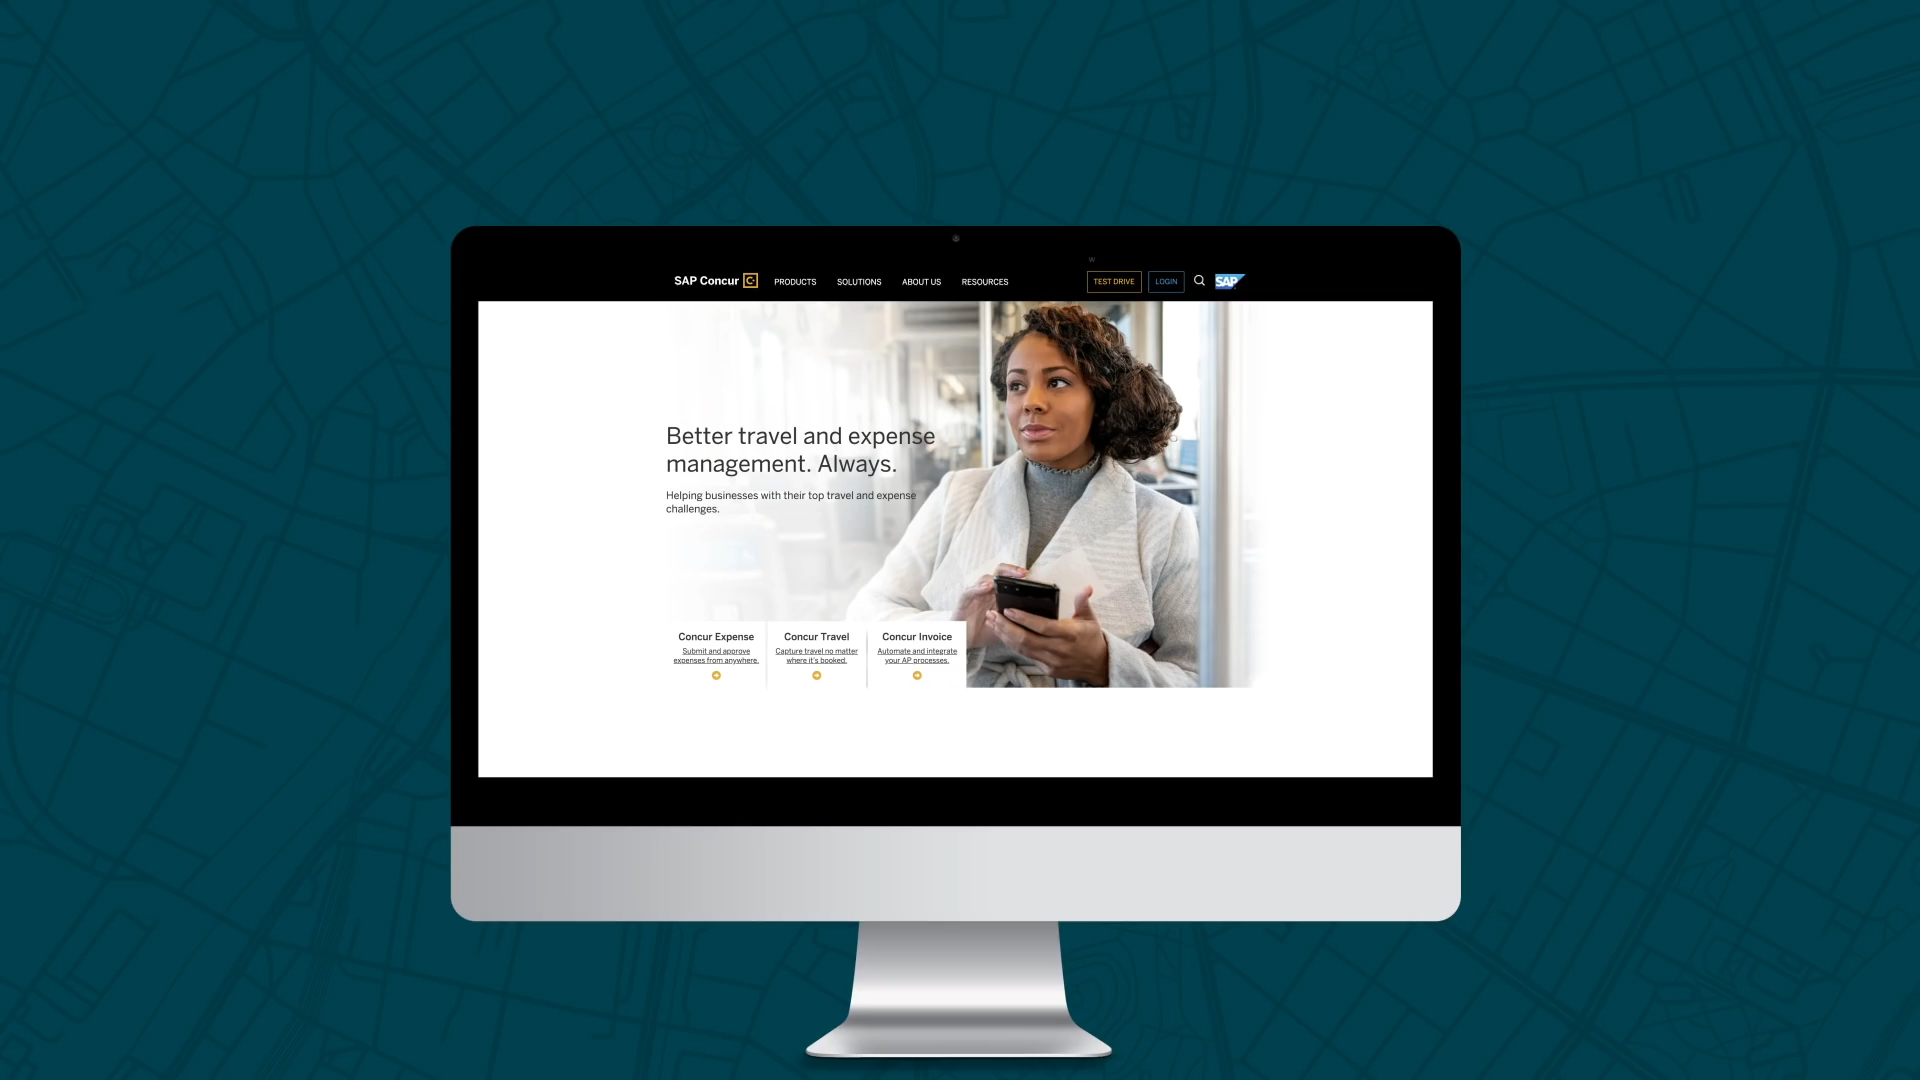 W
SAP Concur C
PRODUCTS
SOLUTIONS
ABOUT US
RESOURCES
TEST DRIVE
LOGIN
SAP
Better travel and expense
management. Always.
Helping businesses with their top travel and expense
challenges.
Concur Expense
Submit and approve
expenses from anywhere.
Concur Travel
Capture travel no matter
where it's booked.
Concur Invoice
Automate and integrate
your AP processes.